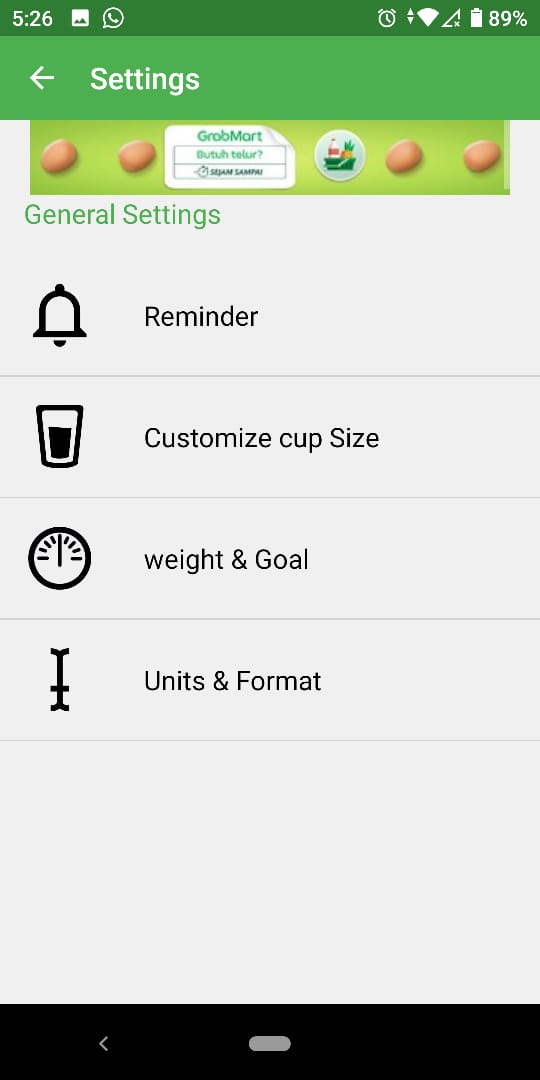 5:26
89%
Settings
GrabMart
Butuh telur?
SEJAM SAMPAI
General Settings
Reminder
Customize cup Size
weight & Goal
Units & Format